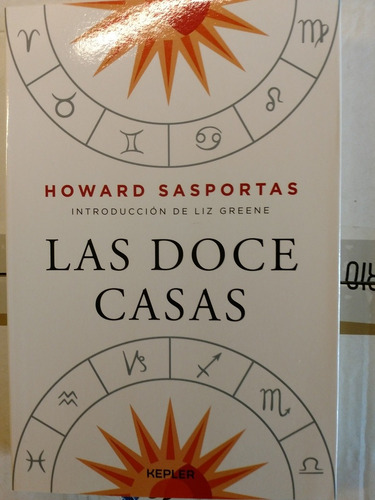 HOWARD SASPORTAS
INTRODUCCIÓN DE LIZ GREENE
LAS DOCE
CASAS
KEPLER